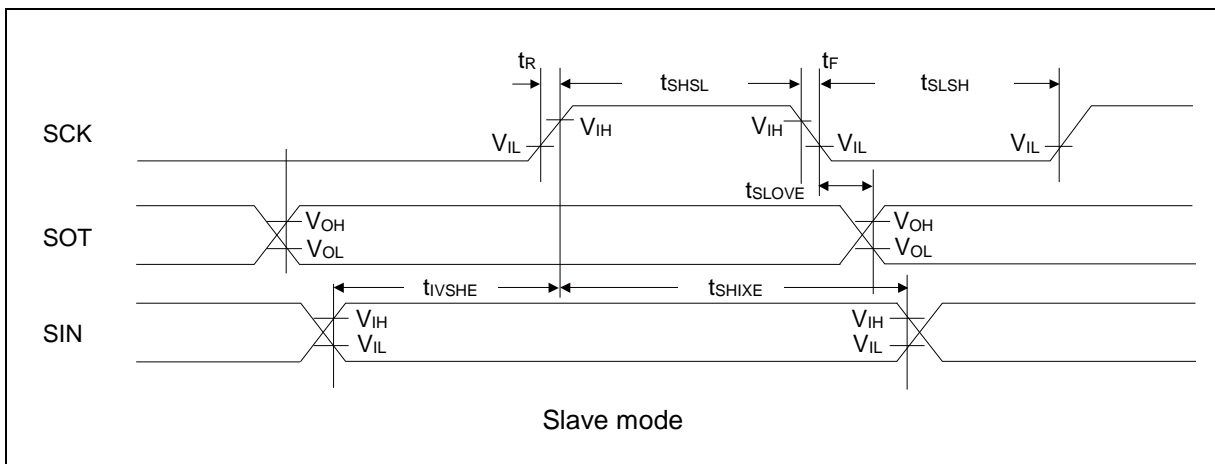 tR
tSHSL
tF
tSLSH
SCK
VIH
VIH
VIL
VIL
VIL
tSLOVE
SOT
VOH
VOH
VOL
VOL
tIVSHE
tSHIXE
SIN
VIH
VIH
VIL
VIL
Slave mode